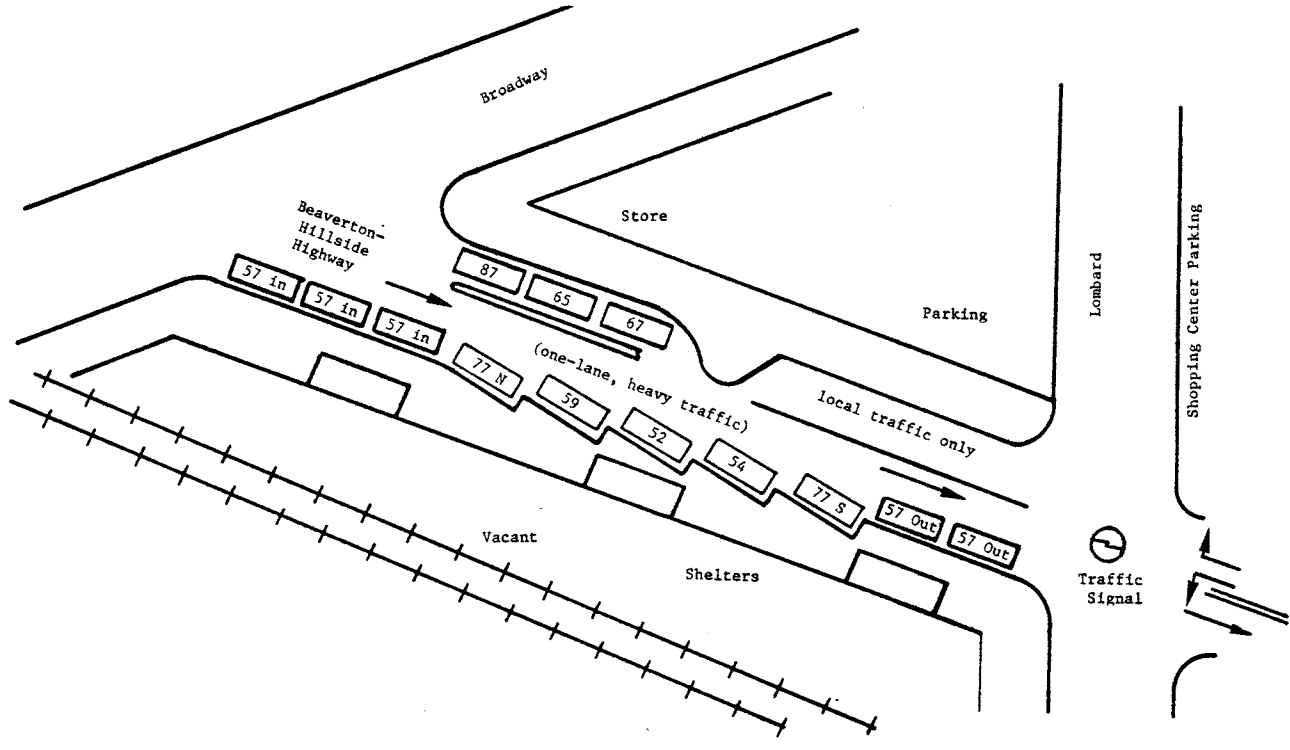 Broadway
Beaverton-
Hillside
Highway
Store
57 in
57 in
57 in
87
65
67
Parking
Lombard
Shopping Center Parking
(one-lane, heavy traffic)
local traffic only
77 N
59
52
54
77 S
57 Out
57 Out
Vacant
Shelters
Traffic
Signal